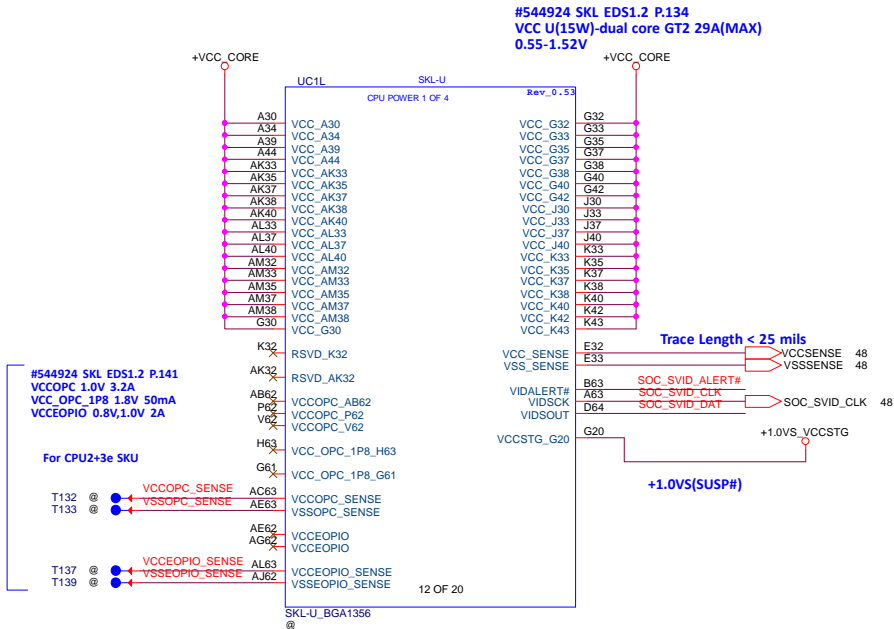 #544924 SKL EDS1.2 P.134
VCC U(15W)-dual core GT2 29A(MAX)
0.55-1.52V
+VCC_CORE
+VCC_CORE
UC1L
SKL-U
Rev_0.53
CPU POWER 1 OF 4
A30 VCC_A30
A34 VCC_A34
A39 VCC_A39
A44 VCC_A44
AK33 VCC_AK33
AK35 VCC_AK35
AK37 VCC_AK37
AK38 VCC_AK38
AK40 VCC_AK40
AL33 VCC_AL33
AL37 VCC_AL37
AL40 VCC_AL40
AM32 VCC_AM32
AM33 VCC_AM33
AM35 VCC_AM35
AM37 VCC_AM37
AM38 VCC_AM38
G30 VCC_G30
K32 RSVD_K32
AK32 RSVD_AK32
AB62 VCCOPC_AB62
P62 VCCOPC_P62
V62 VCCOPC_V62
H63 VCC_OPC_1P8_H63
G61 VCC_OPC_1P8_G61
#544924 SKL EDS1.2 P.141
VCCOPC 1.0V 3.2A
VCC_OPC_1P8 1.8V 50mA
VCCEOPIO 0.8V,1.0V 2A
For CPU2+3e SKU
T132 @ VCCOPC_SENSE AC63 VCCOPC_SENSE
T133 @ VSSOPC_SENSE AE63 VSSOPC_SENSE
AE62 VCCEOPIO
AG62 VCCEOPIO
T137 @ VCCEOPIO_SENSE AL63 VCCEOPIO_SENSE
T139 @ VSSEOPIO_SENSE AJ62 VSSEOPIO_SENSE
VCC_G32 G32
VCC_G33 G33
VCC_G35 G35
VCC_G37 G37
VCC_G38 G38
VCC_G40 G40
VCC_G42 G42
VCC_J30 J30
VCC_J33 J33
VCC_J37 J37
VCC_J40 J40
VCC_K33 K33
VCC_K35 K35
VCC_K37 K37
VCC_K38 K38
VCC_K40 K40
VCC_K42 K42
VCC_K43 K43
Trace Length < 25 mils
VCC_SENSE E32 VCCSENSE 48
VSS_SENSE E33 VSSSENSE 48
VIDALERT# B63 SOC_SVID_ALERT#
VIDSCK A63 SOC_SVID_CLK SOC_SVID_CLK 48
VIDSOUT D64 SOC_SVID_DAT
VCCSTG_G20 G20 +1.0VS_VCCSTG
+1.0VS(SUSP#)
12 OF 20
SKL-U_BGA1356
@